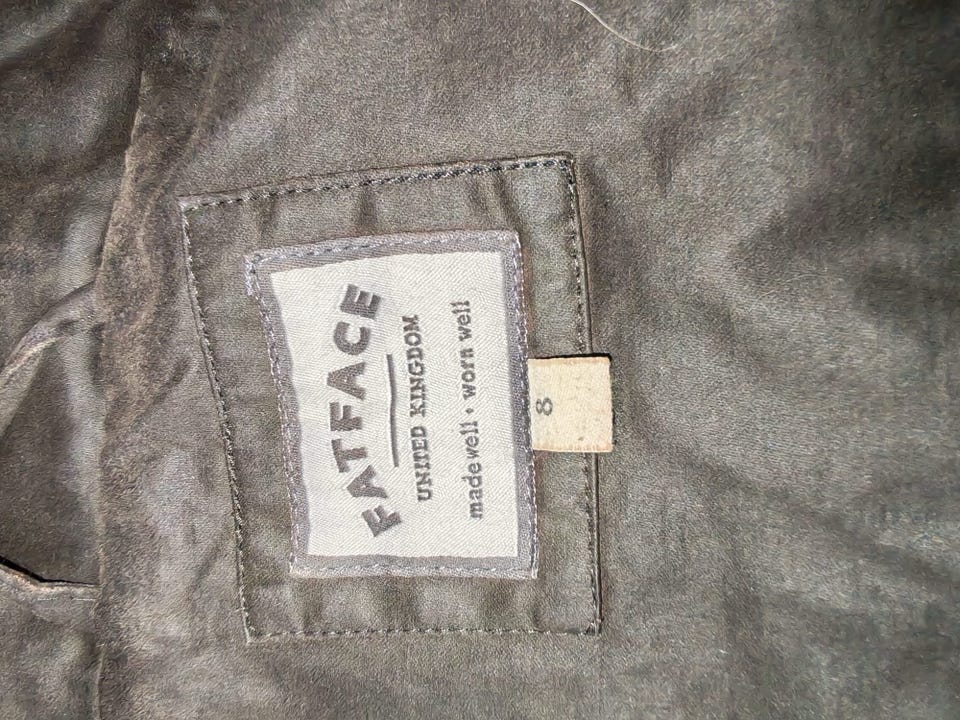 FATFACE
UNITED KINGDOM
made well • worn well
8